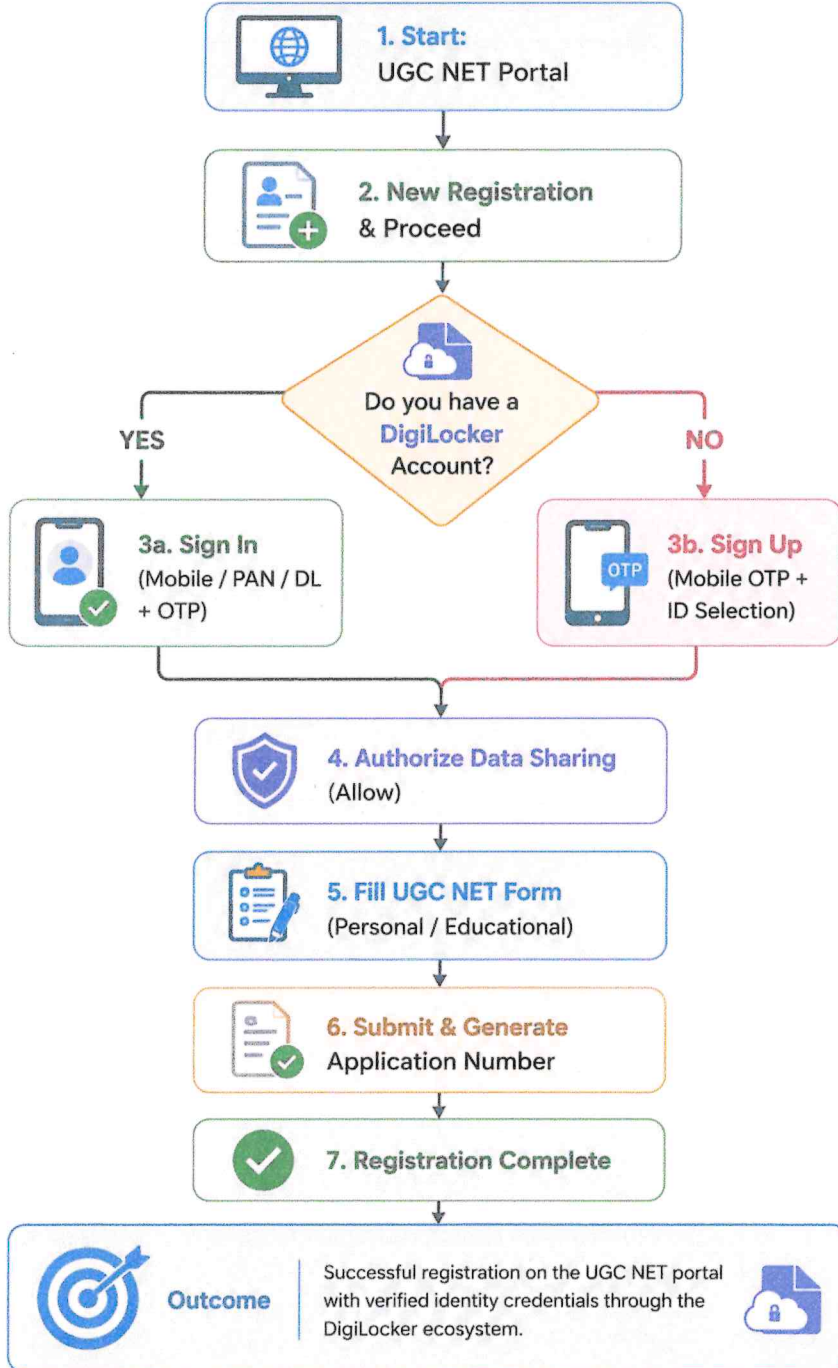 1. Start:
UGC NET Portal
2. New Registration
& Proceed
Do you have a
DigiLocker
Account?
YES
NO
3a. Sign In
(Mobile / PAN / DL
+ OTP)
OTP
3b. Sign Up
(Mobile OTP +
ID Selection)
4. Authorize Data Sharing
(Allow)
5. Fill UGC NET Form
(Personal / Educational)
6. Submit & Generate
Application Number
7. Registration Complete
Outcome
Successful registration on the UGC NET portal
with verified identity credentials through the
DigiLocker ecosystem.